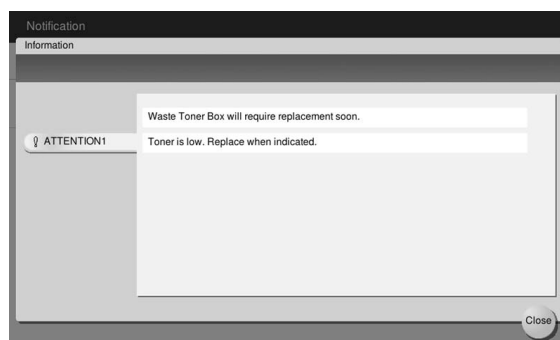 Notification
Information
Waste Toner Box will require replacement soon.
ATTENTION1
Toner is low. Replace when indicated.
Close